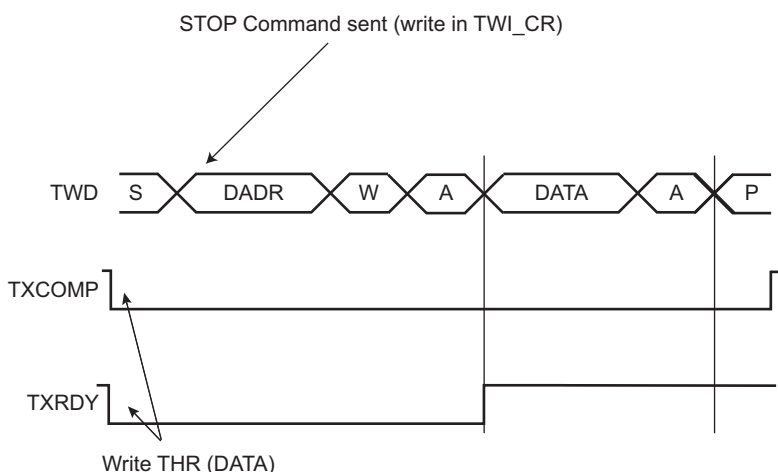 STOP Command sent (write in TWI_CR)
TWD S DADR W A DATA A P
TXCOMP
TXRDY
Write THR (DATA)